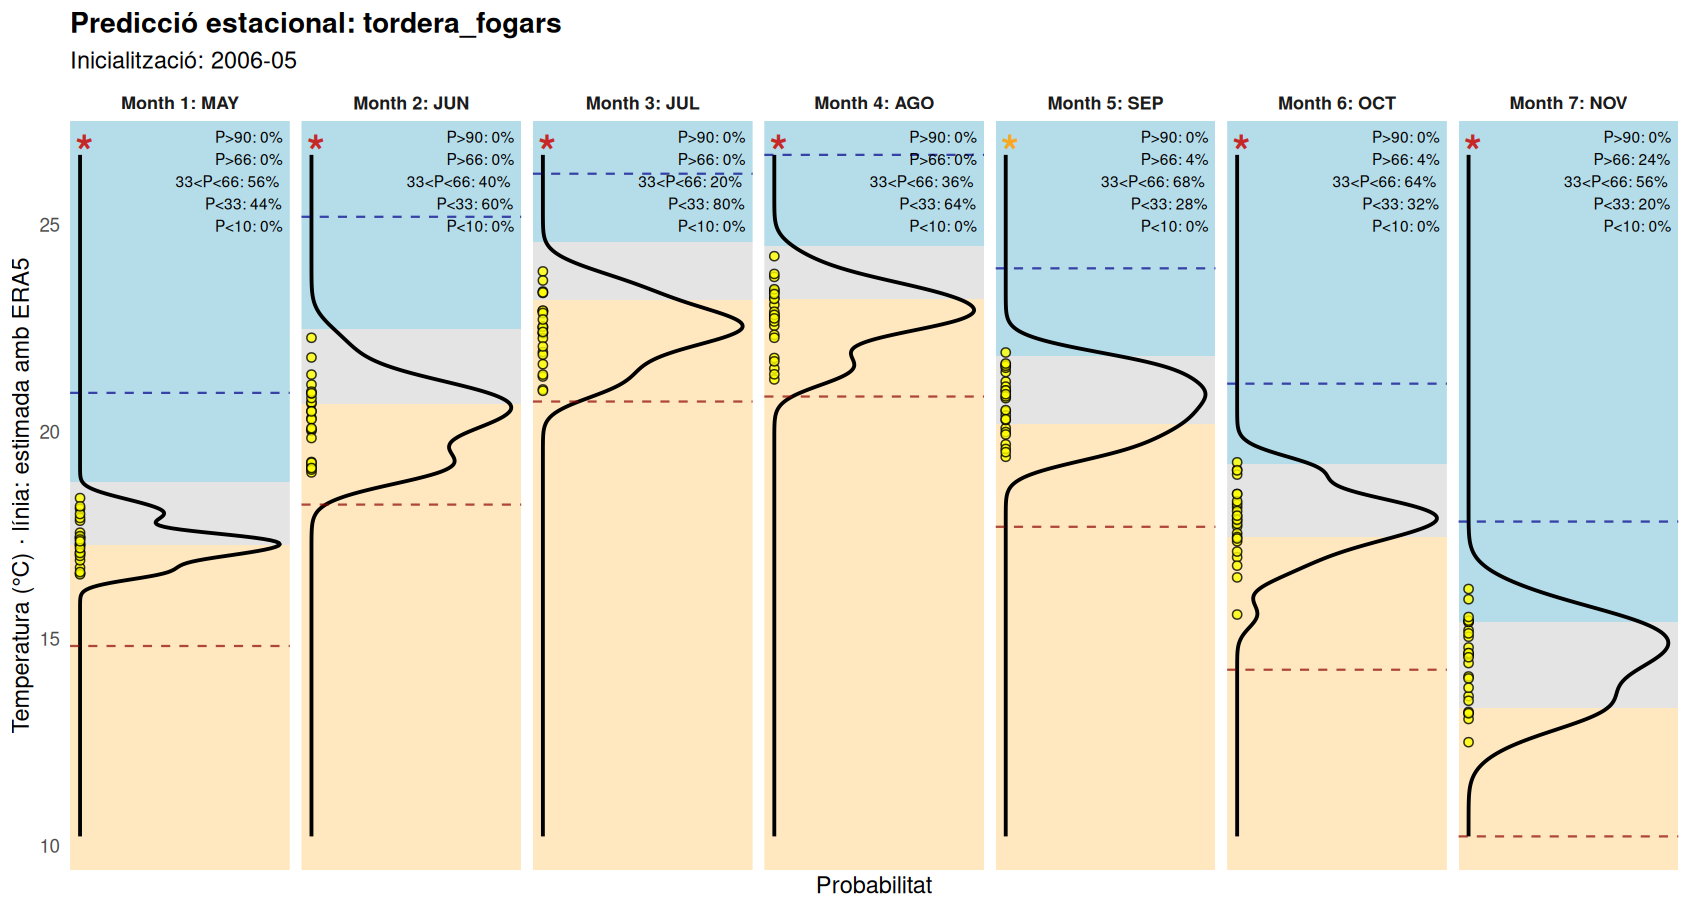 Predicció estacional: tordera_fogars
Inicialització: 2006-05
Month 1: MAY
Month 2: JUN
Month 3: JUL
Month 4: AGO
Month 5: SEP
Month 6: OCT
Month 7: NOV
*
P>90: 0%
P>66: 0%
33<P<66: 56%
P<33: 44%
P<10: 0%
*
P>90: 0%
P>66: 0%
33<P<66: 40%
P<33: 60%
P<10: 0%
*
P>90: 0%
P>66: 0%
33<P<66: 20%
P<33: 80%
P<10: 0%
*
P>90: 0%
P>66: 0%
33<P<66: 36%
P<33: 64%
P<10: 0%
*
P>90: 0%
P>66: 4%
33<P<66: 68%
P<33: 28%
P<10: 0%
*
P>90: 0%
P>66: 4%
33<P<66: 64%
P<33: 32%
P<10: 0%
*
P>90: 0%
P>66: 24%
33<P<66: 56%
P<33: 20%
P<10: 0%
25
20
15
10
Temperatura (°C) · línia: estimada amb ERA5
Probabilitat